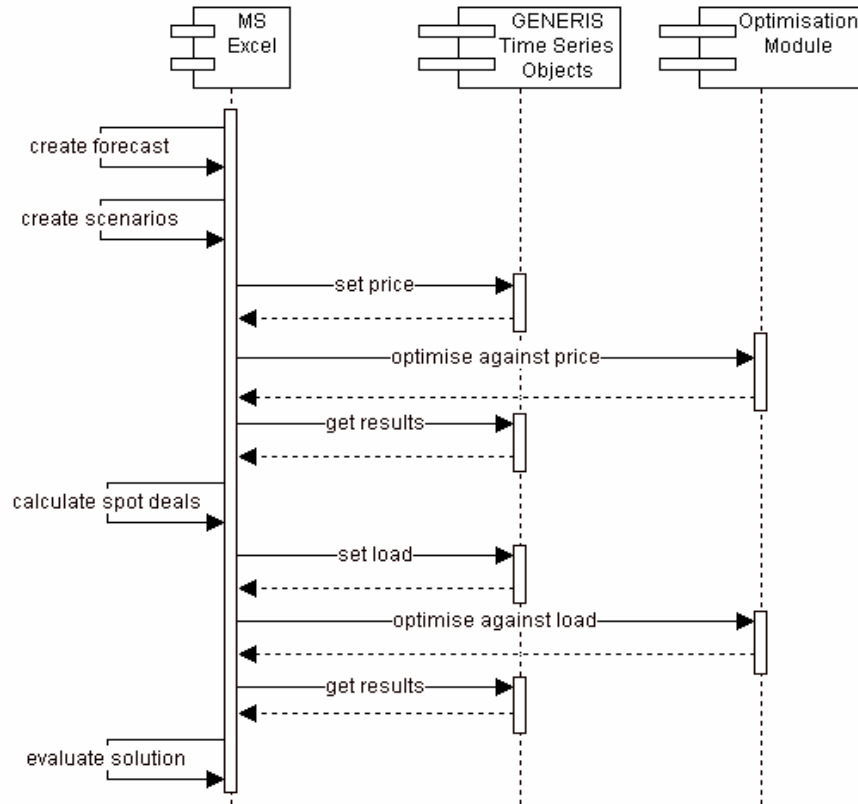 MS
Excel
GENERIS
Time Series
Objects
Optimisation
Module
create forecast
create scenarios
set price
optimise against price
get results
calculate spot deals
set load
optimise against load
get results
evaluate solution